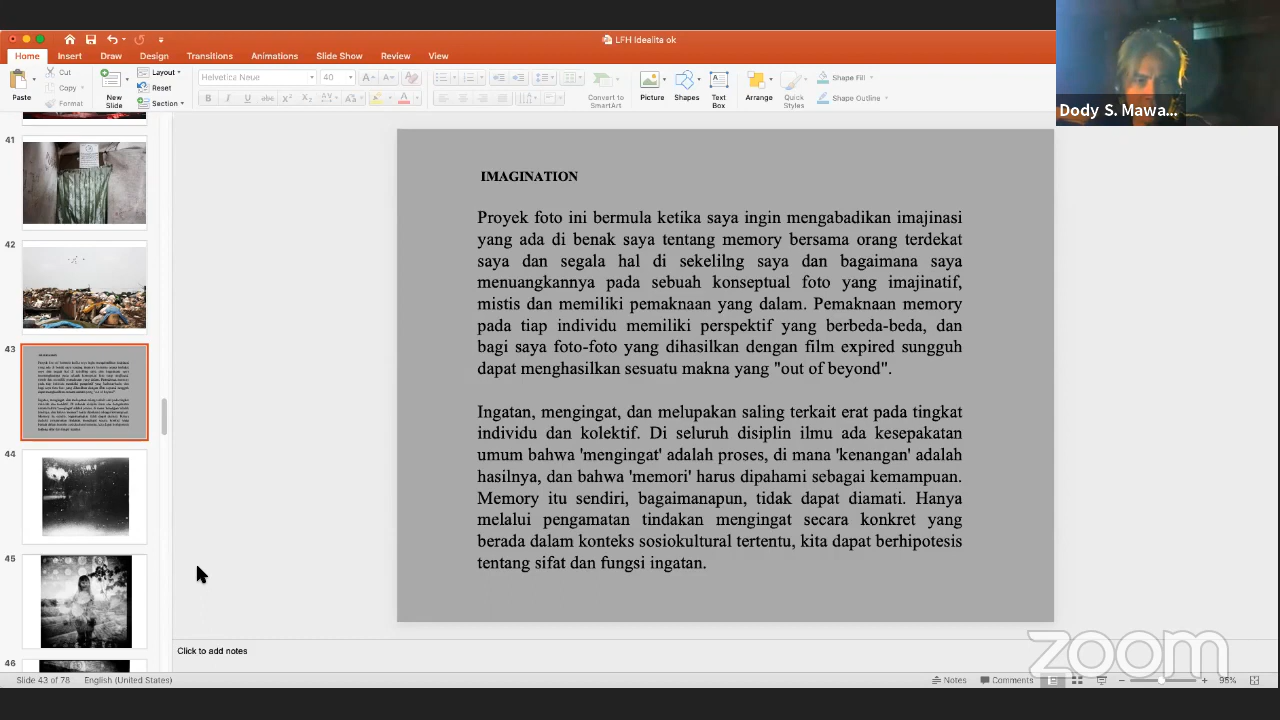 LFH Idealita ok
Home Insert Draw Design Transitions Animations Slide Show Review View
Paste
Cut
Copy
Format
New Slide
Layout
Reset
Section
Helvetica Neue
40
Convert to SmartArt
Picture
Shapes
Text Box
Arrange
Quick Styles
Shape Fill
Shape Outline
Dody S. Mawa...
41
42
43
44
45
46
IMAGINATION
Proyek foto ini bermula ketika saya ingin mengabadikan imajinasi
yang ada di benak saya tentang memory bersama orang terdekat
saya dan segala hal di sekelilng saya dan bagaimana saya
menuangkannya pada sebuah konseptual foto yang imajinatif,
mistis dan memiliki pemaknaan yang dalam. Pemaknaan memory
pada tiap individu memiliki perspektif yang berbeda-beda, dan
bagi saya foto-foto yang dihasilkan dengan film expired sungguh
dapat menghasilkan sesuatu makna yang "out of beyond".
Ingatan, mengingat, dan melupakan saling terkait erat pada tingkat
individu dan kolektif. Di seluruh disiplin ilmu ada kesepakatan
umum bahwa 'mengingat' adalah proses, di mana 'kenangan' adalah
hasilnya, dan bahwa 'memori' harus dipahami sebagai kemampuan.
Memory itu sendiri, bagaimanapun, tidak dapat diamati. Hanya
melalui pengamatan tindakan mengingat secara konkret yang
berada dalam konteks sosiokultural tertentu, kita dapat berhipotesis
tentang sifat dan fungsi ingatan.
Click to add notes
zoom
Slide 43 of 78 English (United States)
Notes Comments 95%